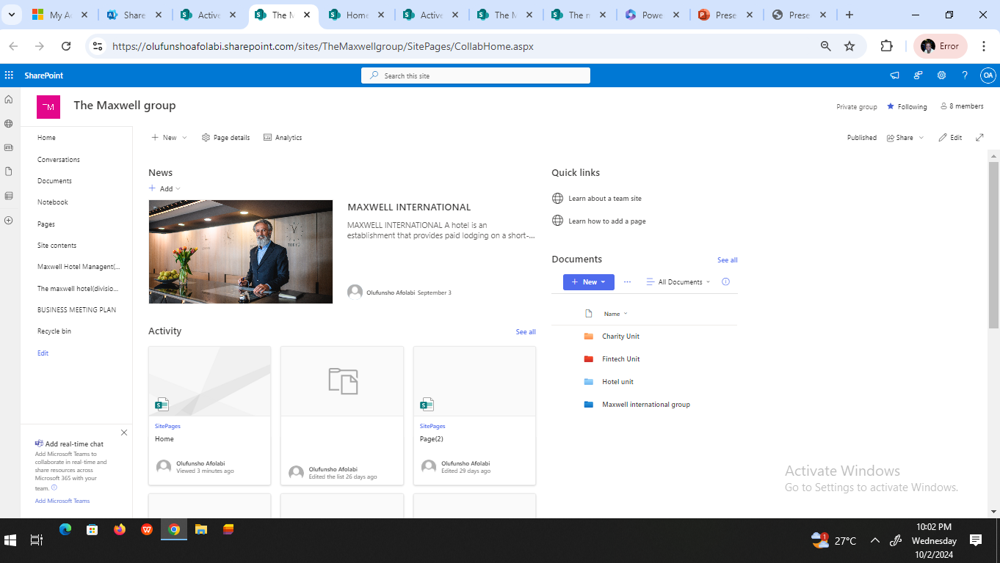 My A
Share
Active
The M
Home
Active
The M
The m
Powe
Prese
Prese
https://olufunshoafolabi.sharepoint.com/sites/TheMaxwellgroup/SitePages/CollabHome.aspx
Error
SharePoint
Search this site
OA
TM
The Maxwell group
Private group
Following
8 members
Home
Conversations
Documents
Notebook
Pages
Site contents
Maxwell Hotel Managent(...
The maxwell hotel(divisio...
BUSINESS MEETING PLAN
Recycle bin
Edit
Add real-time chat
Add Microsoft Teams to
collaborate in real-time and
share resources across
Microsoft 365 with your
team.
Add Microsoft Teams
New
Page details
Analytics
Published
Share
Edit
News
Add
MAXWELL INTERNATIONAL
MAXWELL INTERNATIONAL A hotel is an
establishment that provides paid lodging on a short-...
Olufunsho Afolabi September 3
Activity
See all
SitePages
Home
Olufunsho Afolabi
Viewed 3 minutes ago
Olufunsho Afolabi
Edited the list 26 days ago
SitePages
Page(2)
Olufunsho Afolabi
Edited 29 days ago
Quick links
Learn about a team site
Learn how to add a page
Documents
See all
New
All Documents
Name
Charity Unit
Fintech Unit
Hotel unit
Maxwell international group
Activate Windows
Go to Settings to activate Windows.
1
27°C
10:02 PM
Wednesday
10/2/2024